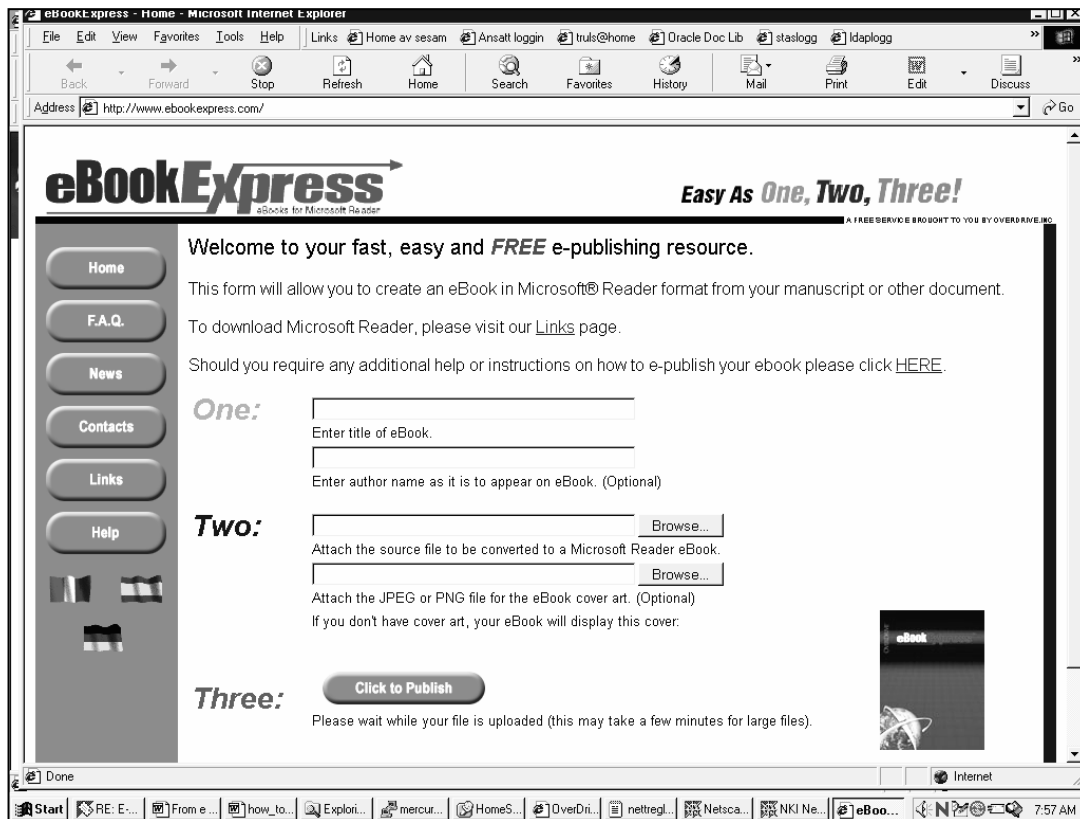 eBookExpress - Home - Microsoft Internet Explorer
File Edit View Favorites Tools Help Links Home av sesam Ansatt loggin truls@home Oracle Doc Lib staslogg ldaplogg »
Back Forward Stop Refresh Home Search Favorites History Mail Print Edit Discuss »
Address http://www.ebookexpress.com/ Go
eBookExpress
eBooks for Microsoft Reader
Easy As One, Two, Three!
A FREE SERVICE BROUGHT TO YOU BY OVERDRIVE.INC
Home
F.A.Q.
News
Contacts
Links
Help
Welcome to your fast, easy and FREE e-publishing resource.
This form will allow you to create an eBook in Microsoft® Reader format from your manuscript or other document.
To download Microsoft Reader, please visit our Links page.
Should you require any additional help or instructions on how to e-publish your ebook please click HERE.
One:
Enter title of eBook.
Enter author name as it is to appear on eBook. (Optional)
Two:
Browse...
Attach the source file to be converted to a Microsoft Reader eBook.
Browse...
Attach the JPEG or PNG file for the eBook cover art. (Optional)
If you don't have cover art, your eBook will display this cover:
eBook
Three:
Click to Publish
Please wait while your file is uploaded (this may take a few minutes for large files).
Done Internet
Start RE: E-... From e ... how_to... Explori... mercur... HomeS... OverDri... nettregl... Netsca... NKI Ne... eBoo... 7:57 AM